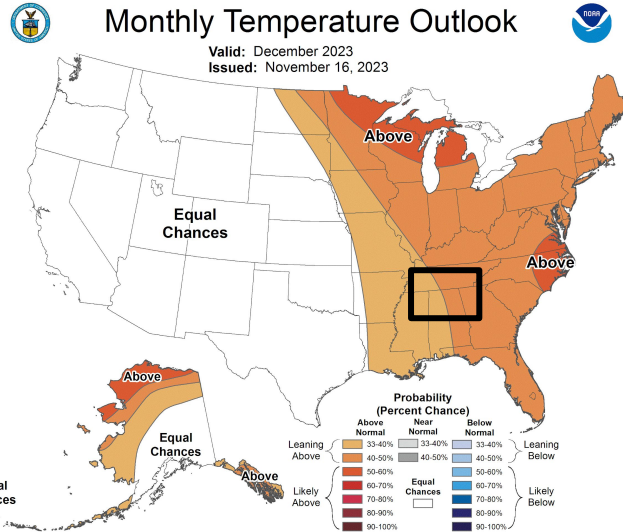 Monthly Temperature Outlook
NOAA
Valid: December 2023
Issued: November 16, 2023
Above
Equal
Chances
Above
Above
Equal
Chances
Above
al
ces
Probability
(Percent Chance)
Above
Normal
Near
Normal
Below
Normal
Leaning
Above
33-40%
33-40%
33-40%
Leaning
Below
40-50%
40-50%
40-50%
Likely
Above
50-60%
50-60%
Likely
Below
60-70%
Equal
Chances
60-70%
70-80%
70-80%
80-90%
80-90%
90-100%
90-100%